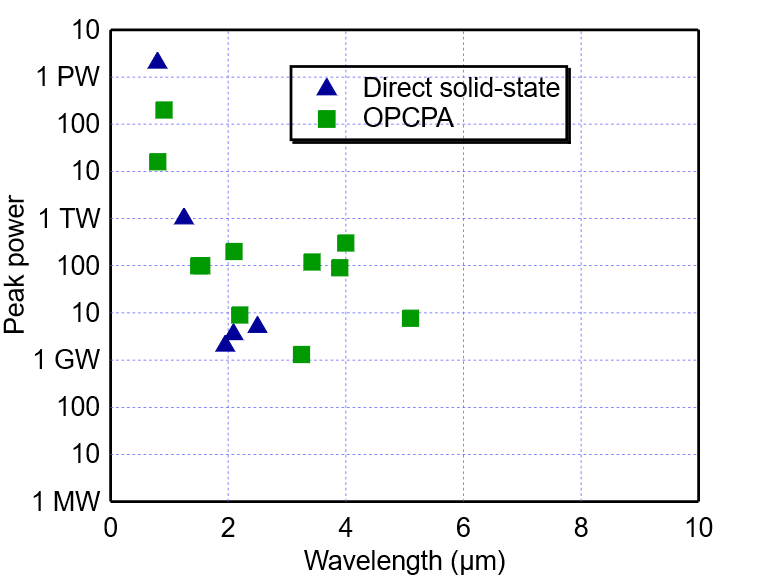 10
1 PW
100
10
1 TW
100
10
1 GW
100
10
1 MW
Peak power
Direct solid-state
OPCPA
0 2 4 6 8 10
Wavelength (µm)